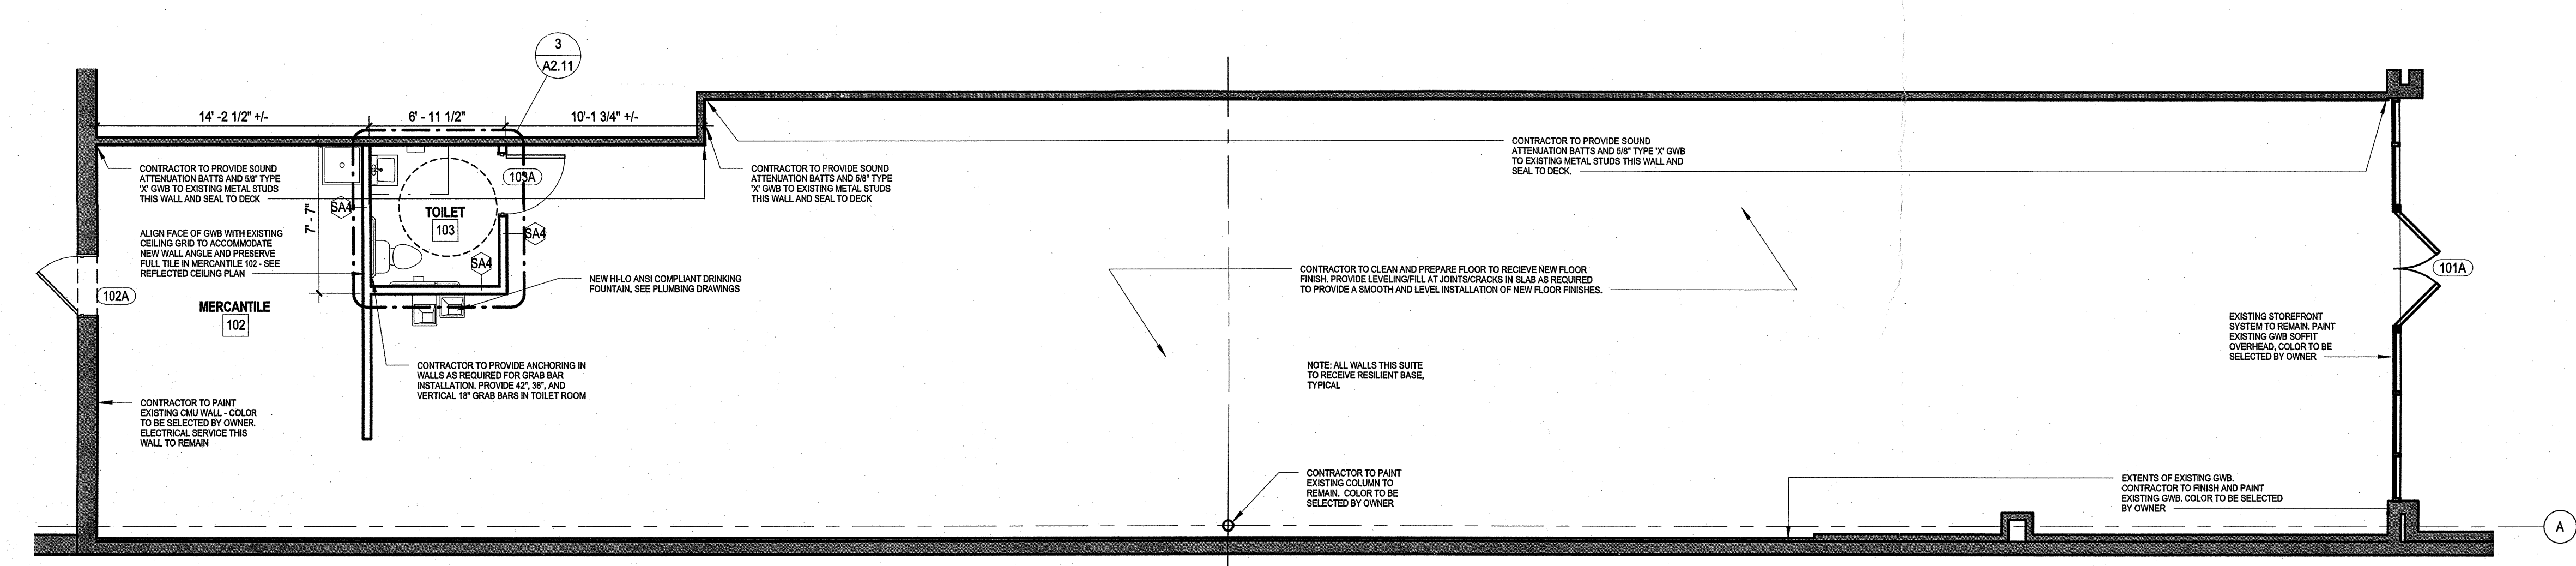 3
A2.11
14' -2 1/2" +/-
6' - 11 1/2"
10'-1 3/4" +/-
CONTRACTOR TO PROVIDE SOUND
ATTENUATION BATTS AND 5/8" TYPE
'X' GWB TO EXISTING METAL STUDS
THIS WALL AND SEAL TO DECK
7' - 7"
SA4
TOILET
103
103A
SA4
SA4
CONTRACTOR TO PROVIDE SOUND
ATTENUATION BATTS AND 5/8" TYPE
'X' GWB TO EXISTING METAL STUDS
THIS WALL AND SEAL TO DECK
CONTRACTOR TO PROVIDE SOUND
ATTENUATION BATTS AND 5/8" TYPE 'X' GWB
TO EXISTING METAL STUDS THIS WALL AND
SEAL TO DECK.
ALIGN FACE OF GWB WITH EXISTING
CEILING GRID TO ACCOMMODATE
NEW WALL ANGLE AND PRESERVE
FULL TILE IN MERCANTILE 102 - SEE
REFLECTED CEILING PLAN
NEW HI-LO ANSI COMPLIANT DRINKING
FOUNTAIN, SEE PLUMBING DRAWINGS
CONTRACTOR TO CLEAN AND PREPARE FLOOR TO RECIEVE NEW FLOOR
FINISH. PROVIDE LEVELING/FILL AT JOINTS/CRACKS IN SLAB AS REQUIRED
TO PROVIDE A SMOOTH AND LEVEL INSTALLATION OF NEW FLOOR FINISHES.
101A
102A
MERCANTILE
102
EXISTING STOREFRONT
SYSTEM TO REMAIN. PAINT
EXISTING GWB SOFFIT
OVERHEAD, COLOR TO BE
SELECTED BY OWNER
CONTRACTOR TO PROVIDE ANCHORING IN
WALLS AS REQUIRED FOR GRAB BAR
INSTALLATION. PROVIDE 42", 36", AND
VERTICAL 18" GRAB BARS IN TOILET ROOM
NOTE: ALL WALLS THIS SUITE
TO RECEIVE RESILIENT BASE,
TYPICAL
CONTRACTOR TO PAINT
EXISTING CMU WALL - COLOR
TO BE SELECTED BY OWNER.
ELECTRICAL SERVICE THIS
WALL TO REMAIN
CONTRACTOR TO PAINT
EXISTING COLUMN TO
REMAIN. COLOR TO BE
SELECTED BY OWNER
EXTENTS OF EXISTING GWB.
CONTRACTOR TO FINISH AND PAINT
EXISTING GWB. COLOR TO BE SELECTED
BY OWNER
A